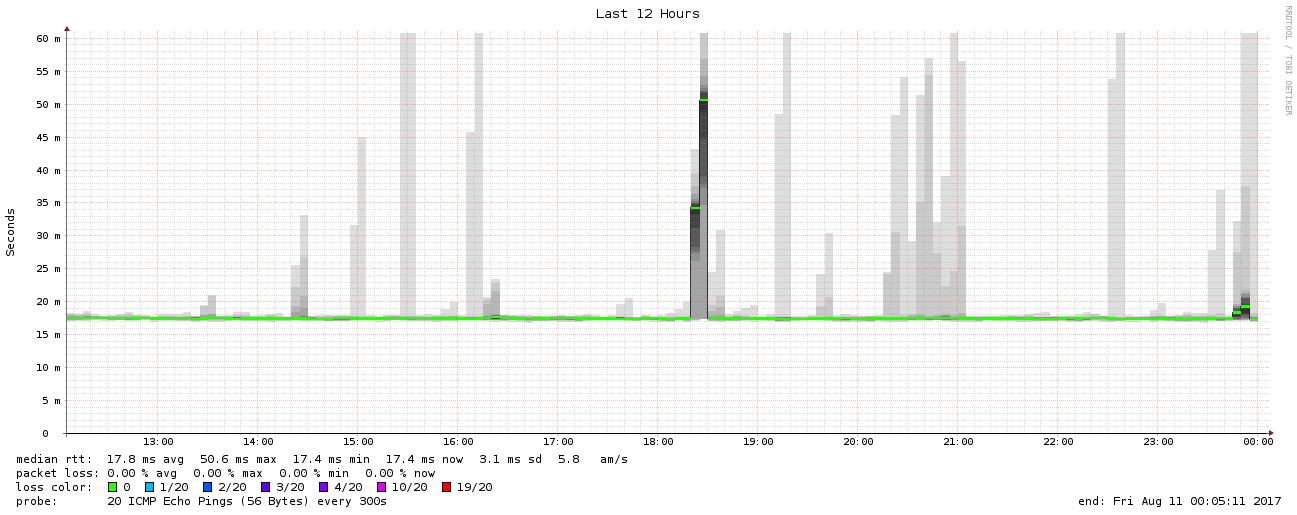 Last 12 Hours
RRDTOOL / TOBI OETIKER
60 m
55 m
50 m
45 m
40 m
35 m
30 m
25 m
20 m
15 m
10 m
5 m
0
Seconds
13:00 14:00 15:00 16:00 17:00 18:00 19:00 20:00 21:00 22:00 23:00 00:00
median rtt: 17.8 ms avg 50.6 ms max 17.4 ms min 17.4 ms now 3.1 ms sd 5.8 am/s
packet loss: 0.00 % avg 0.00 % max 0.00 % min 0.00 % now
loss color: 0 1/20 2/20 3/20 4/20 10/20 19/20
probe: 20 ICMP Echo Pings (56 Bytes) every 300s end: Fri Aug 11 00:05:11 2017